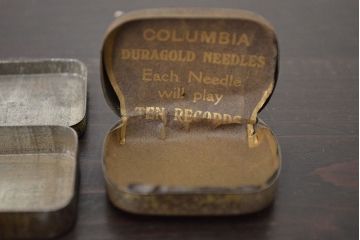 COLUMBIA
DURAGOLD NEEDLES
Each Needle
will play
TEN RECORDS